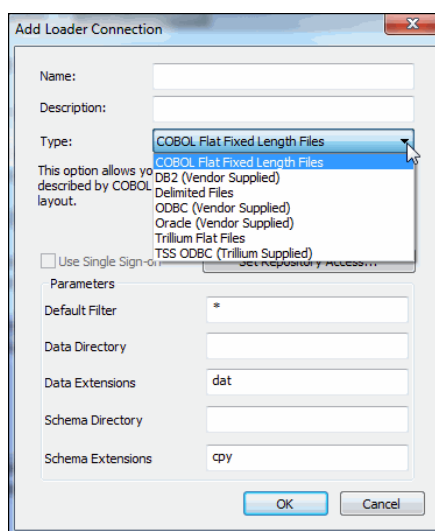 Add Loader Connection
Name:
Description:
Type: COBOL Flat Fixed Length Files
COBOL Flat Fixed Length Files
This option allows yo
DB2 (Vendor Supplied)
described by COBOL
Delimited Files
layout.
ODBC (Vendor Supplied)
Oracle (Vendor Supplied)
Trillium Flat Files
TSS ODBC (Trillium Supplied)
Use Single Sign-on
Set Repository Access...
Parameters
Default Filter *
Data Directory
Data Extensions dat
Schema Directory
Schema Extensions cpy
OK Cancel